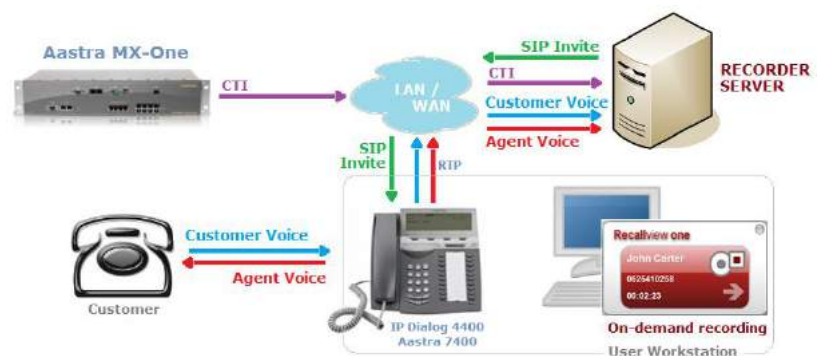 Aastra MX-One
CTI
LAN /
WAN
SIP Invite
CTI
Customer Voice
Agent Voice
RECORDER
SERVER
SIP
Invite
RTP
Customer Voice
Agent Voice
Customer
IP Dialog 4400
Aastra 7400
Recallview one
John Carter
0625410258
00:02:23
On-demand recording
User Workstation